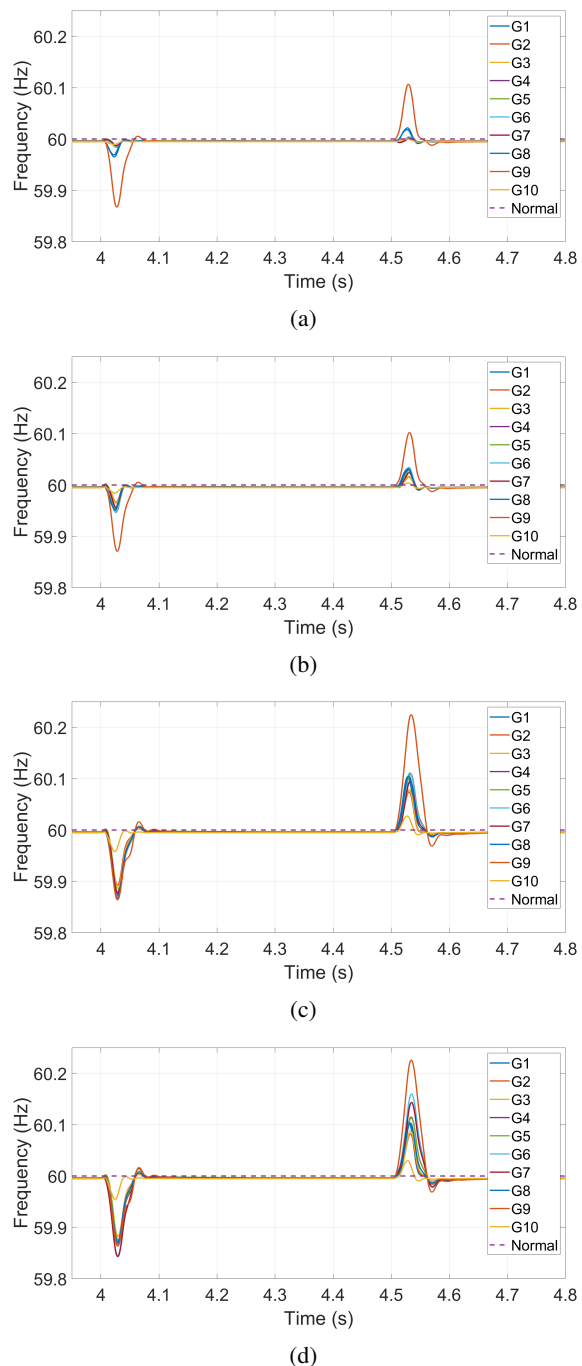 60.2
60.1
60
59.9
59.8
Frequency (Hz)
4 4.1 4.2 4.3 4.4 4.5 4.6 4.7 4.8
Time (s)
G1
G2
G3
G4
G5
G6
G7
G8
G9
G10
Normal
(a)
60.2
60.1
60
59.9
59.8
Frequency (Hz)
4 4.1 4.2 4.3 4.4 4.5 4.6 4.7 4.8
Time (s)
G1
G2
G3
G4
G5
G6
G7
G8
G9
G10
Normal
(b)
60.2
60.1
60
59.9
59.8
Frequency (Hz)
4 4.1 4.2 4.3 4.4 4.5 4.6 4.7 4.8
Time (s)
G1
G2
G3
G4
G5
G6
G7
G8
G9
G10
Normal
(c)
60.2
60.1
60
59.9
59.8
Frequency (Hz)
4 4.1 4.2 4.3 4.4 4.5 4.6 4.7 4.8
Time (s)
G1
G2
G3
G4
G5
G6
G7
G8
G9
G10
Normal
(d)